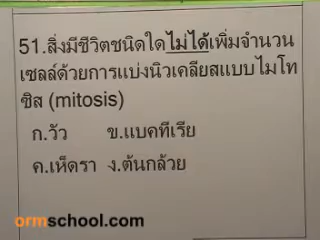 51.สิ่งมีชีวิตชนิดใดไม่ได้เพิ่มจำนวน
เซลล์ด้วยการแบ่งนิวเคลียสแบบไมโท
ซิส (mitosis)
ก.วัว ข.แบคทีเรีย
ค.เห็ดรา ง.ต้นกล้วย
ormschool.com